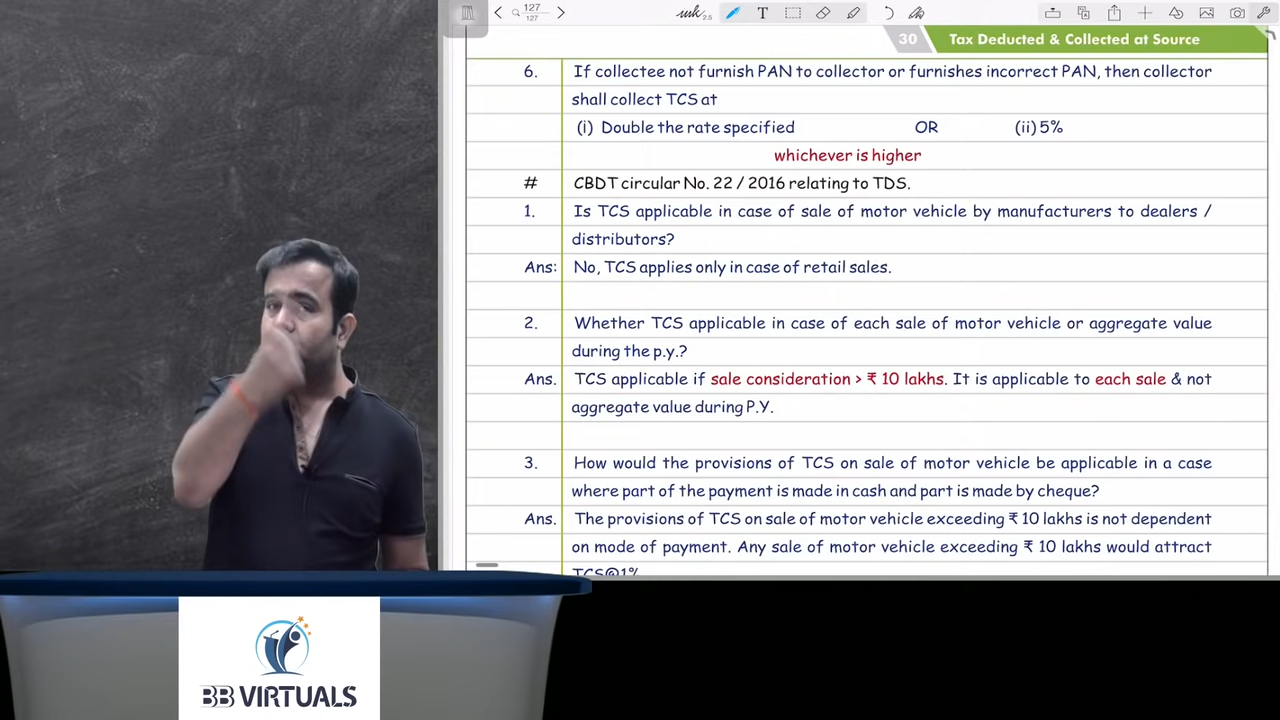 127
127
2.5
T
30 Tax Deducted & Collected at Source
6. If collectee not furnish PAN to collector or furnishes incorrect PAN, then collector
shall collect TCS at
(i) Double the rate specified OR (ii) 5%
whichever is higher
# CBDT circular No. 22 / 2016 relating to TDS.
1. Is TCS applicable in case of sale of motor vehicle by manufacturers to dealers /
distributors?
Ans: No, TCS applies only in case of retail sales.
2. Whether TCS applicable in case of each sale of motor vehicle or aggregate value
during the p.y.?
Ans. TCS applicable if sale consideration > ₹ 10 lakhs. It is applicable to each sale & not
aggregate value during P.Y.
3. How would the provisions of TCS on sale of motor vehicle be applicable in a case
where part of the payment is made in cash and part is made by cheque?
Ans. The provisions of TCS on sale of motor vehicle exceeding ₹ 10 lakhs is not dependent
on mode of payment. Any sale of motor vehicle exceeding ₹ 10 lakhs would attract
TCS@1%
BB VIRTUALS